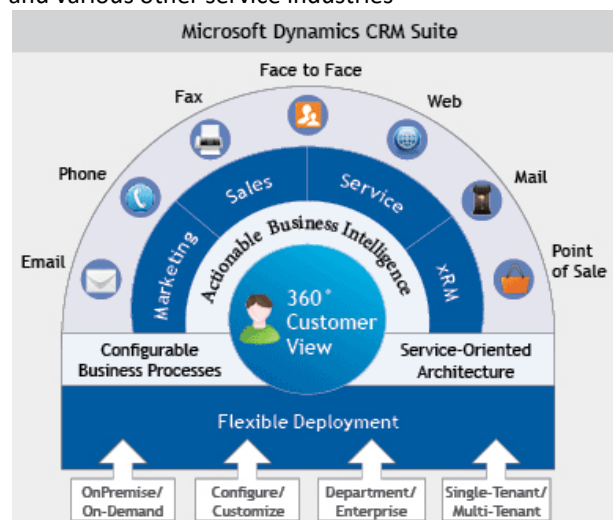 and various other service industries
Microsoft Dynamics CRM Suite
Face to Face
Fax
Web
Phone
Mail
Email
Point
of Sale
Marketing
Sales
Service
xRM
Actionable Business Intelligence
360°
Customer
View
Configurable
Business Processes
Service-Oriented
Architecture
Flexible Deployment
OnPremise/
On-Demand
Configure/
Customize
Department/
Enterprise
Single-Tenant/
Multi-Tenant